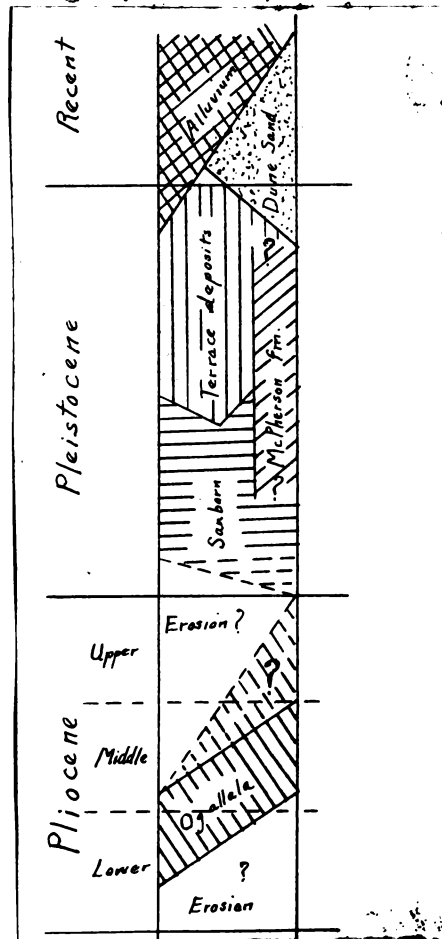 Recent
Alluvium
Dune Sand
Pleistocene
Terrace deposits
?
McPherson fm.
?
Sanborn
Pliocene
Upper
Erosion ?
?
Middle
Ogallala
Lower
?
Erosion